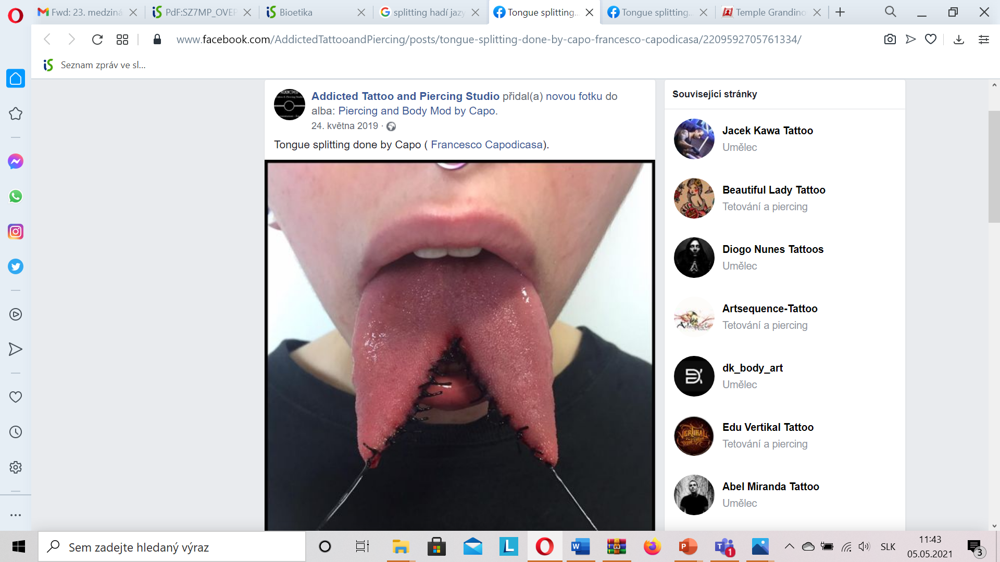 Fwd: 23. medziná
PdF:SZ7MP_OVEP
Bioetika
splitting hadí jazy
Tongue splitting...
Tongue splitting...
Temple Grandino
www.facebook.com/AddictedTattooandPiercing/posts/tongue-splitting-done-by-capo-francesco-capodicasa/2209592705761334/
Seznam zpráv ve sl...
Addicted Tattoo and Piercing Studio přidal(a) novou fotku do
alba: Piercing and Body Mod by Capo.
24. května 2019 ·
Tongue splitting done by Capo ( Francesco Capodicasa).
Související stránky
Jacek Kawa Tattoo
Umělec
Beautiful Lady Tattoo
Tetování a piercing
Diogo Nunes Tattoos
Umělec
Artsequence-Tattoo
Tetování a piercing
dk_body_art
Umělec
Edu Vertikal Tattoo
Tetování a piercing
Abel Miranda Tattoo
Umělec
Sem zadejte hledaný výraz
SLK
11:43
05.05.2021
3